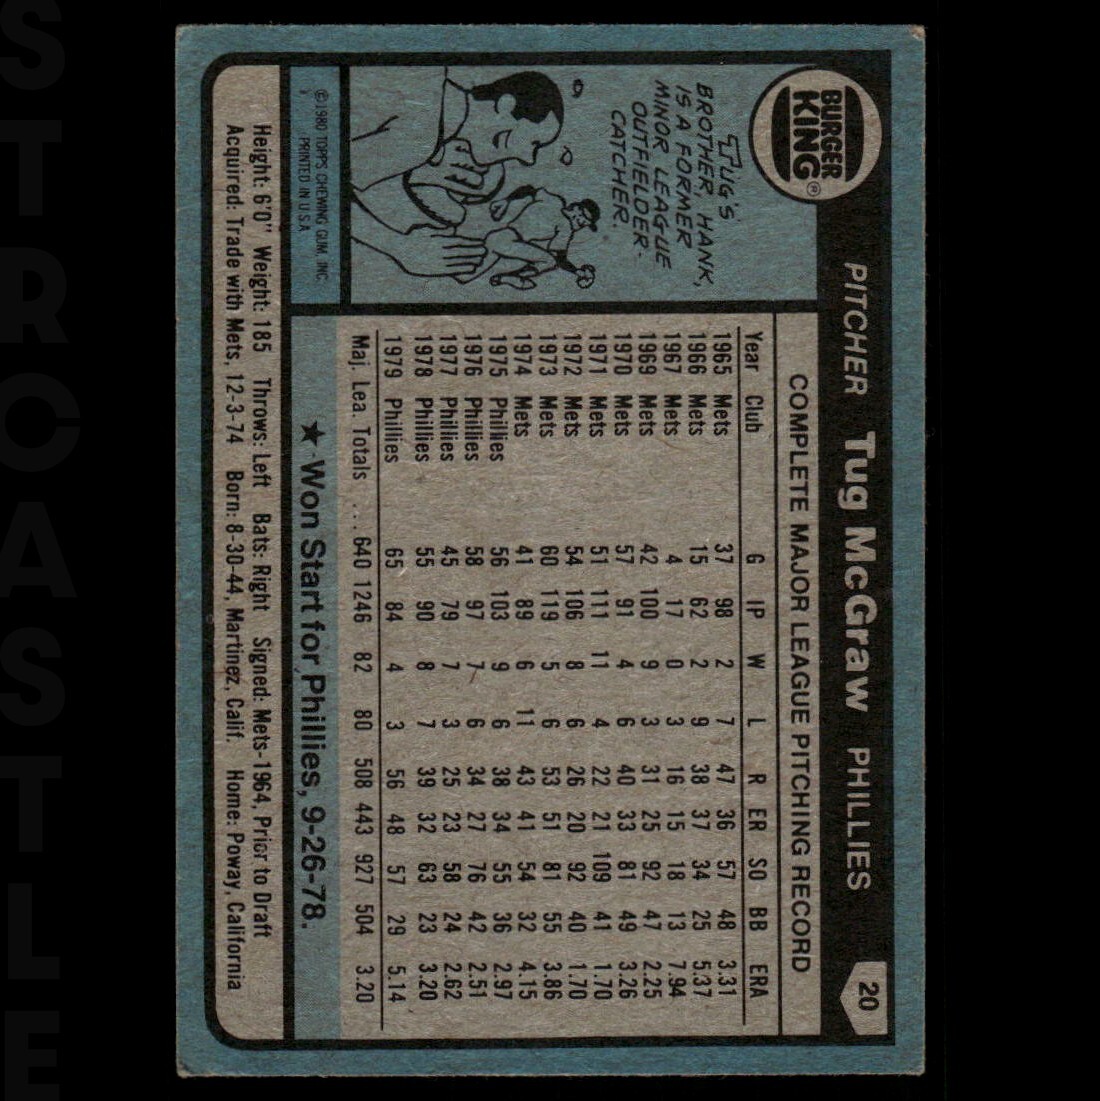 STRCASTLE
BURGER
KING®
PITCHER Tug McGraw PHILLIES
20
TUG'S
BROTHER, HANK,
IS A FORMER
MINOR LEAGUE
OUTFIELDER-
CATCHER.
©1980 TOPPS CHEWING GUM, INC.
PRINTED IN U.S.A.
COMPLETE MAJOR LEAGUE PITCHING RECORD
Year Club G IP W L R ER SO BB ERA
1965 Mets 37 98 2 7 47 36 57 48 3.31
1966 Mets 15 62 2 9 38 37 34 25 5.37
1967 Mets 4 17 0 3 16 15 18 13 7.94
1969 Mets 42 100 9 3 31 25 92 47 2.25
1970 Mets 57 91 4 6 40 33 81 49 3.26
1971 Mets 51 111 11 4 22 21 109 41 1.70
1972 Mets 54 106 8 6 26 20 92 40 1.70
1973 Mets 60 119 5 6 53 51 81 55 3.86
1974 Mets 41 89 6 11 43 41 54 32 4.15
1975 Phillies 56 103 9 6 38 34 55 36 2.97
1976 Phillies 58 97 7 6 34 27 76 42 2.51
1977 Phillies 45 79 7 3 25 23 58 24 2.62
1978 Phillies 55 90 8 7 39 32 63 23 3.20
1979 Phillies 65 84 4 3 56 48 57 29 5.14
Maj. Lea. Totals ... 640 1246 82 80 508 443 927 504 3.20
★ Won Start for Phillies, 9-26-78.
Height: 6'0" Weight: 185 Throws: Left Bats: Right Signed: Mets-1964, Prior to Draft
Acquired: Trade with Mets, 12-3-74 Born: 8-30-44, Martinez, Calif. Home: Poway, California